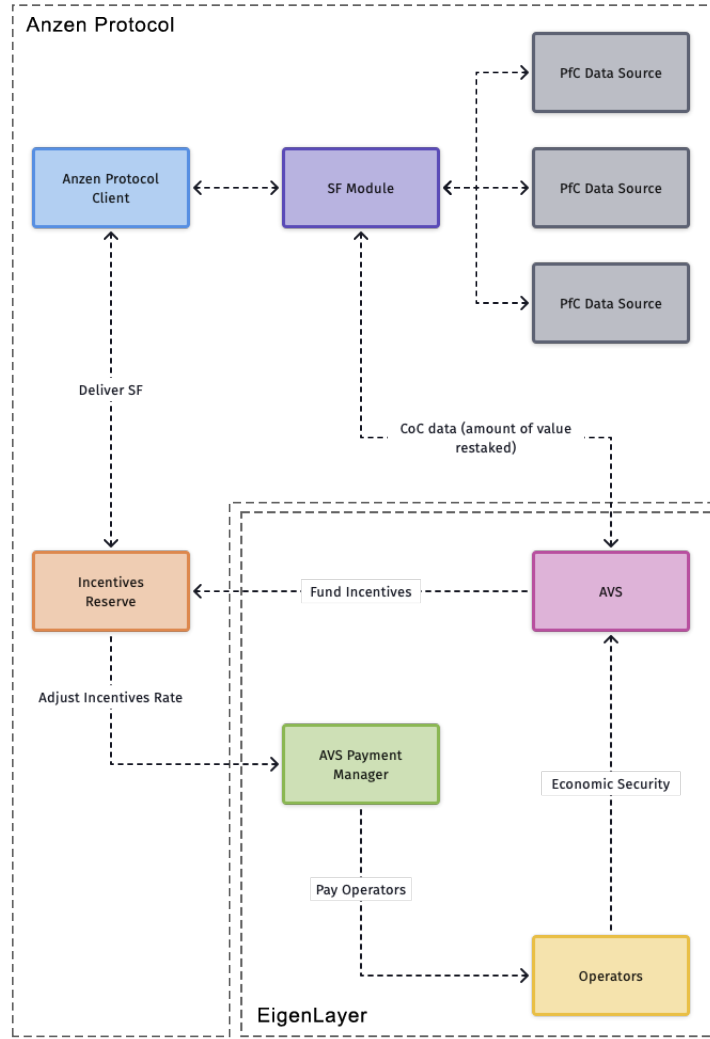 Anzen Protocol
PfC Data Source
Anzen Protocol
Client
SF Module
PfC Data Source
PfC Data Source
Deliver SF
CoC data (amount of value
restaked)
Incentives
Reserve
Fund Incentives
AVS
Adjust Incentives Rate
AVS Payment
Manager
Economic Security
Pay Operators
Operators
EigenLayer